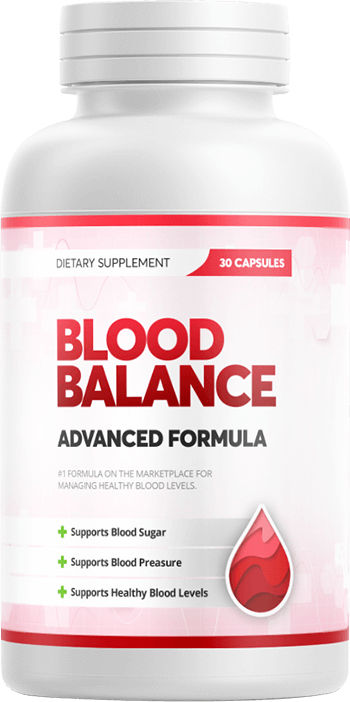 DIETARY SUPPLEMENT
30 CAPSULES
BLOOD
BALANCE
ADVANCED FORMULA
#1 FORMULA ON THE MARKETPLACE FOR
MANAGING HEALTHY BLOOD LEVELS.
Supports Blood Sugar
Supports Blood Preasure
Supports Healthy Blood Levels